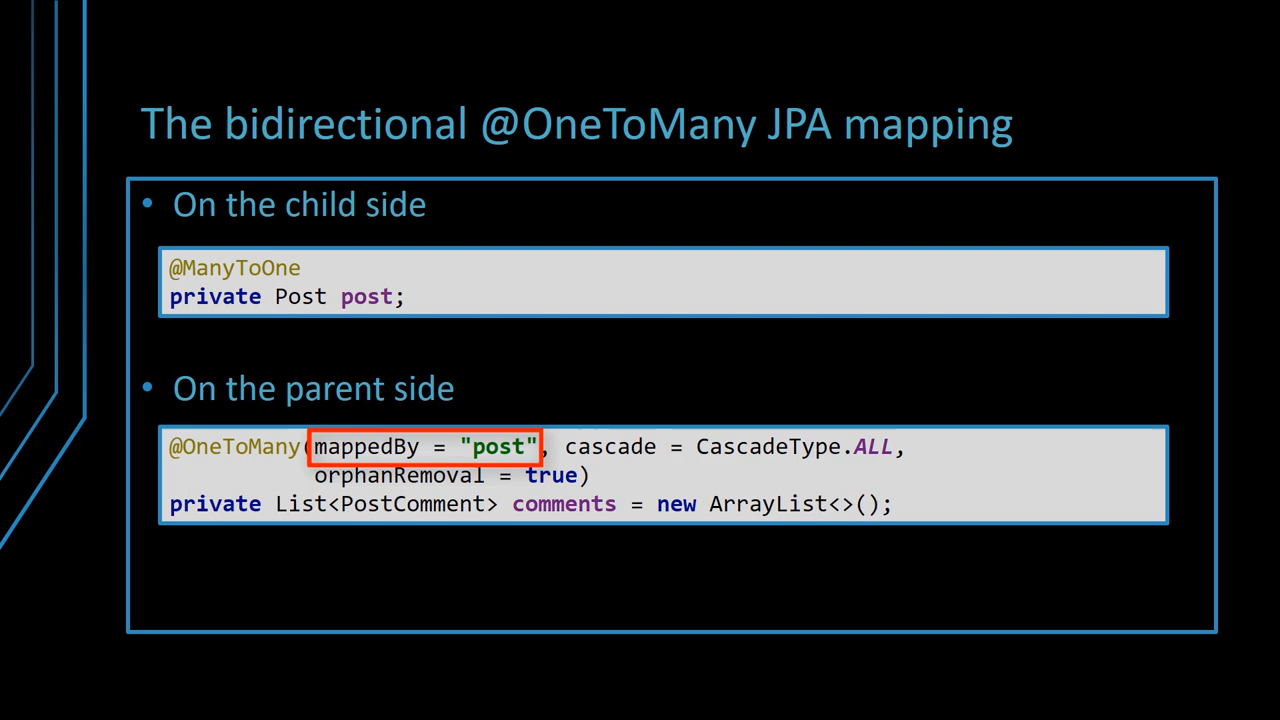 The bidirectional @OneToMany JPA mapping
• On the child side
@ManyToOne
private Post post;
• On the parent side
@OneToMany(mappedBy = "post", cascade = CascadeType.ALL,
orphanRemoval = true)
private List<PostComment> comments = new ArrayList<>();